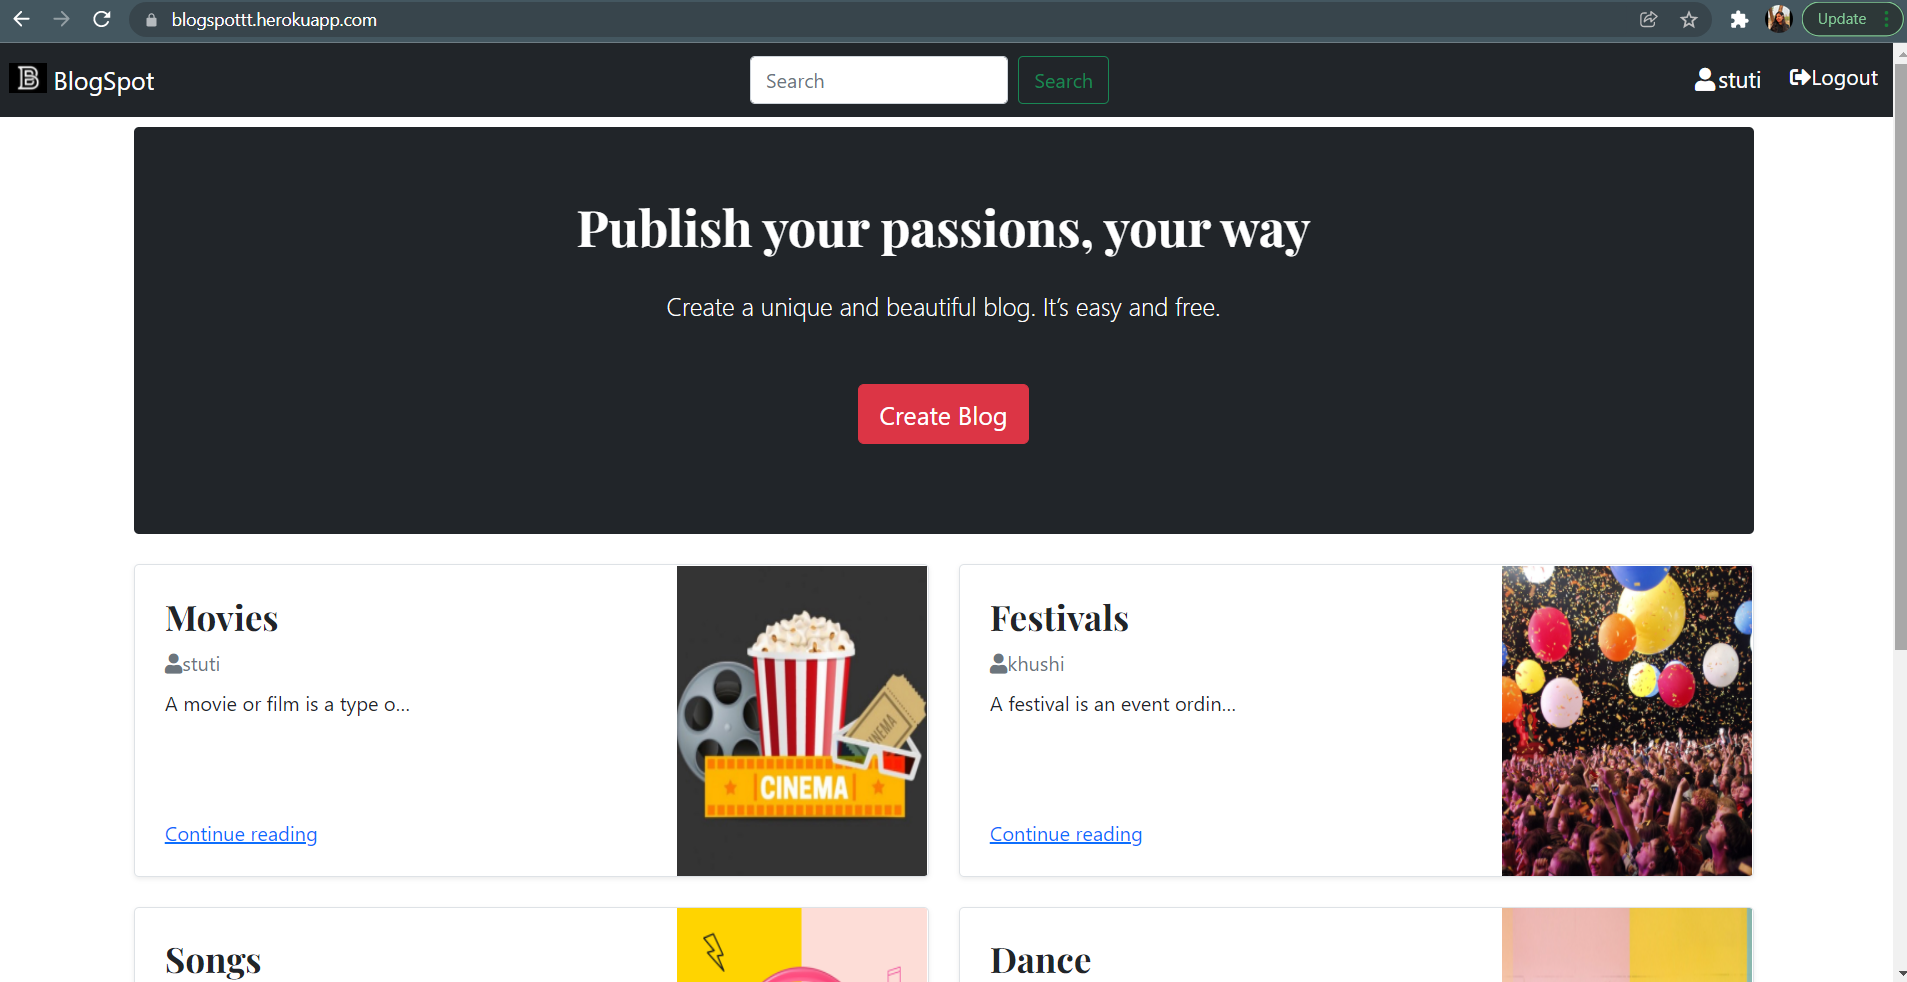 blogspottt.herokuapp.com
Update
B BlogSpot
Search
Search
stuti
Logout
Publish your passions, your way
Create a unique and beautiful blog. It’s easy and free.
Create Blog
Movies
stuti
A movie or film is a type o...
Continue reading
CINEMA
CINEMA
Festivals
khushi
A festival is an event ordin...
Continue reading
Songs
Dance